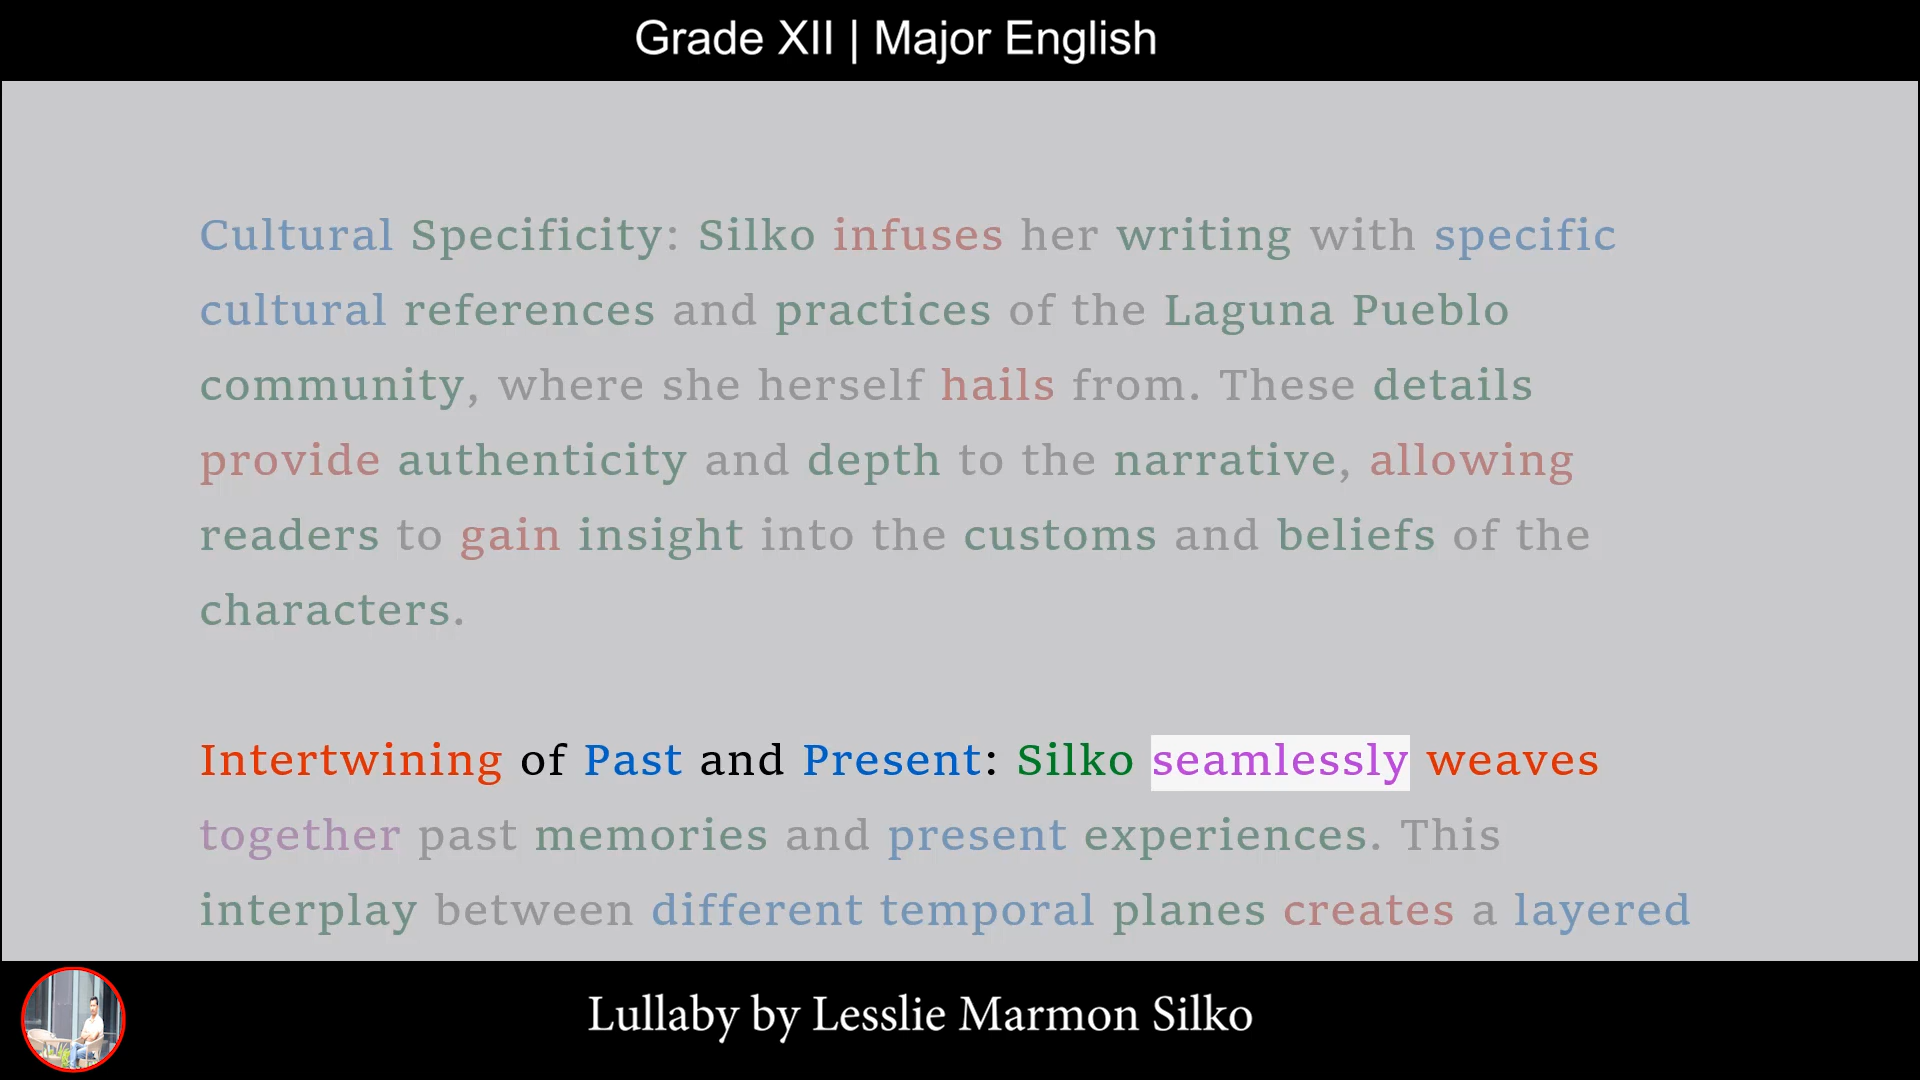 Grade XII | Major English
Cultural Specificity: Silko infuses her writing with specific
cultural references and practices of the Laguna Pueblo
community, where she herself hails from. These details
provide authenticity and depth to the narrative, allowing
readers to gain insight into the customs and beliefs of the
characters.
Intertwining of Past and Present: Silko seamlessly weaves
together past memories and present experiences. This
interplay between different temporal planes creates a layered
Lullaby by Lesslie Marmon Silko